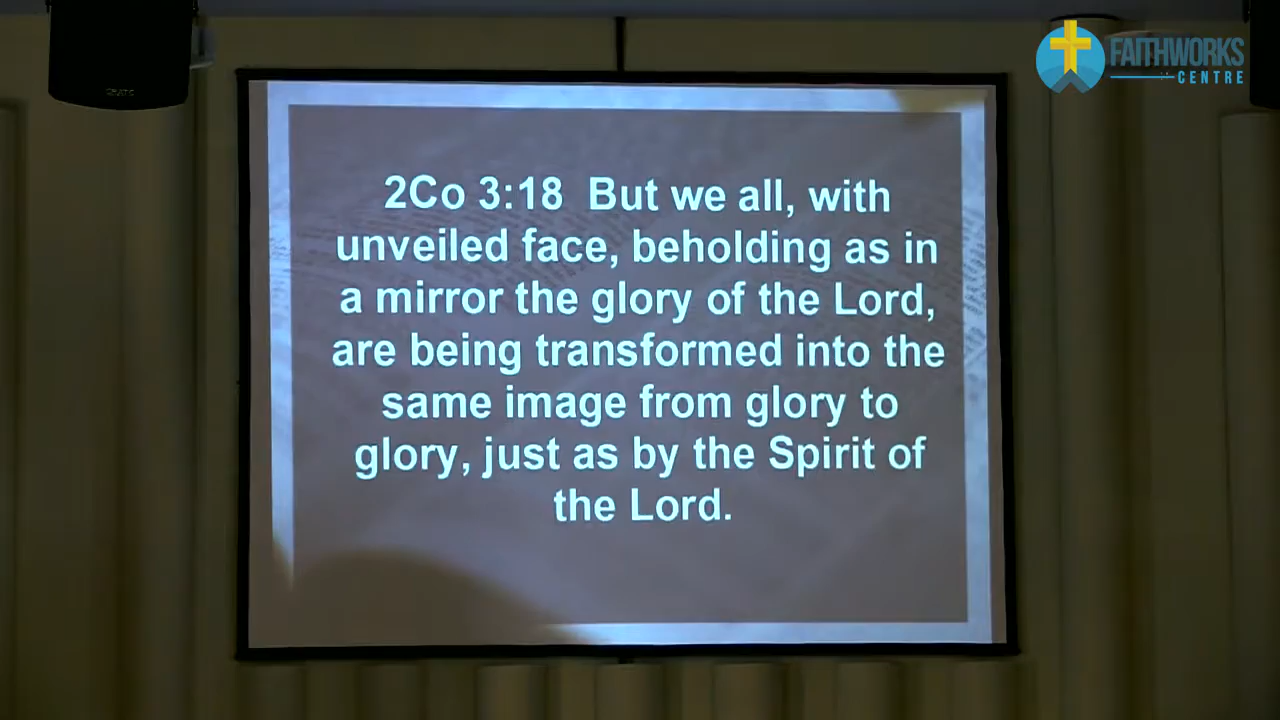 FAITHWORKS
CENTRE
2Co 3:18 But we all, with
unveiled face, beholding as in
a mirror the glory of the Lord,
are being transformed into the
same image from glory to
glory, just as by the Spirit of
the Lord.